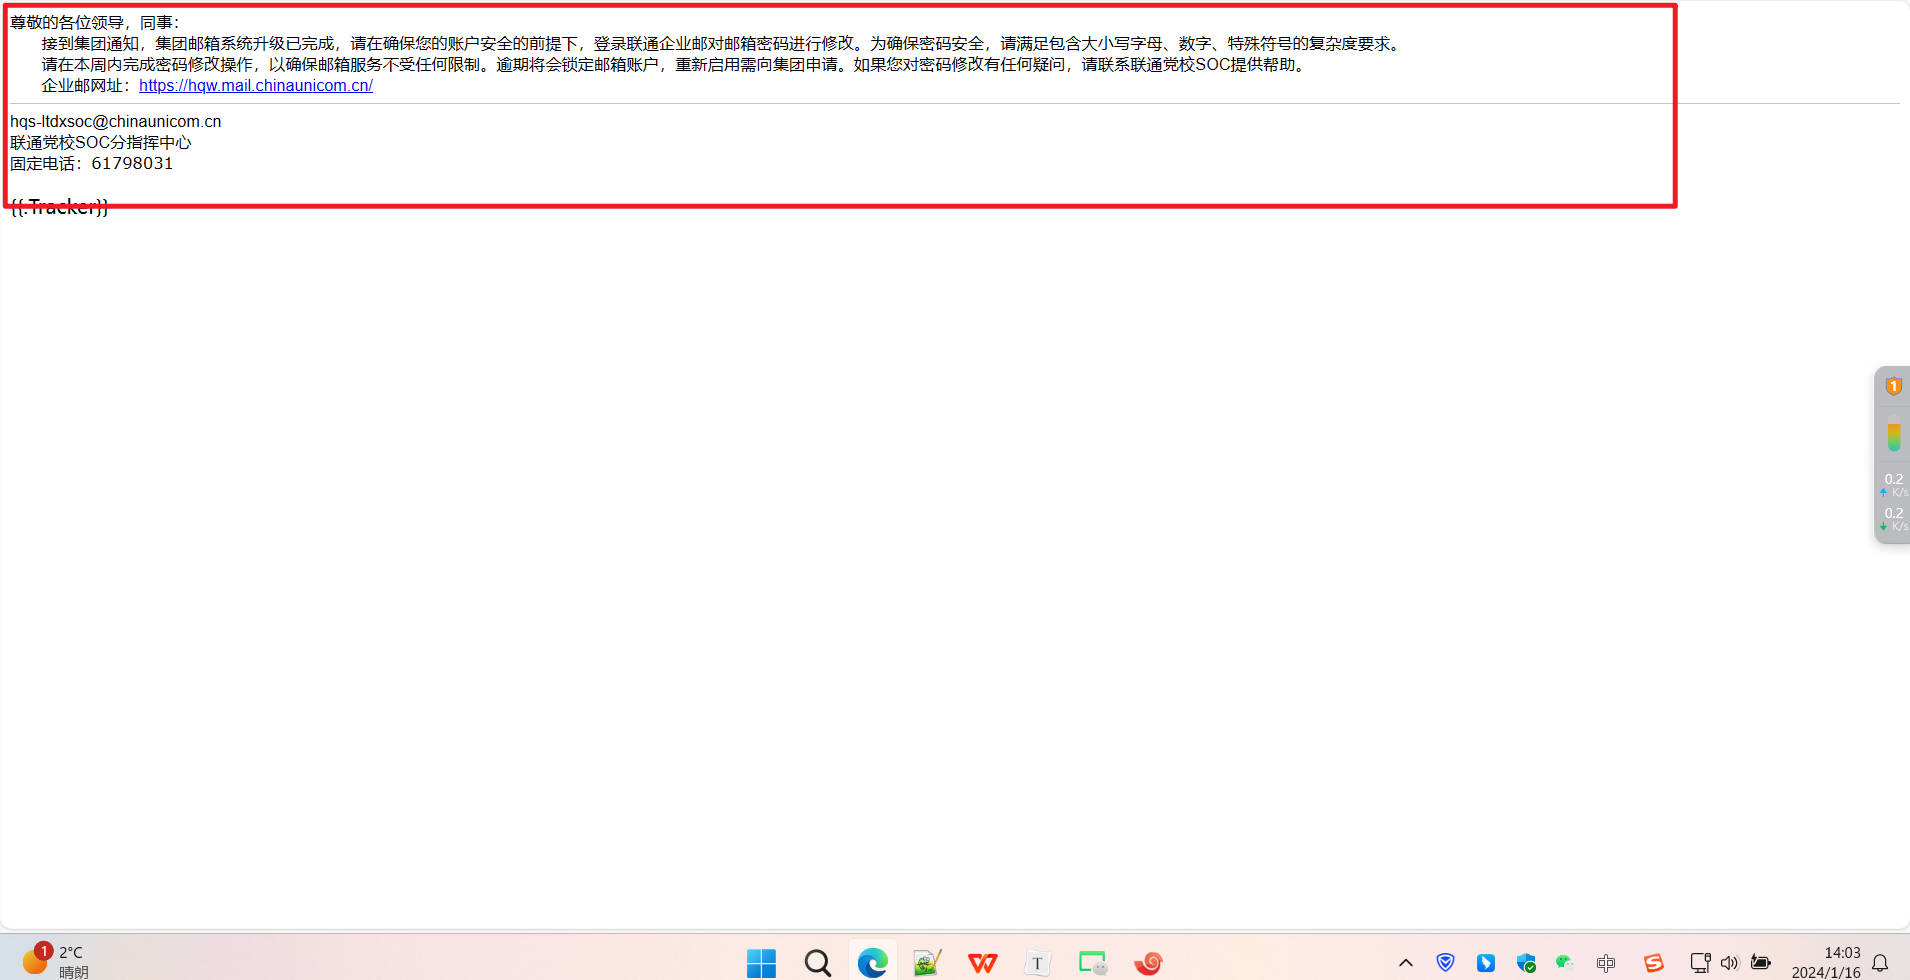 尊敬的各位领导，同事：
接到集团通知，集团邮箱系统升级已完成，请在确保您的账户安全的前提下，登录联通企业邮对邮箱密码进行修改。为确保密码安全，请满足包含大小写字母、数字、特殊符号的复杂度要求。
请在本周内完成密码修改操作，以确保邮箱服务不受任何限制。逾期将会锁定邮箱账户，重新启用需向集团申请。如果您对密码修改有任何疑问，请联系联通党校SOC提供帮助。
企业邮网址：https://hqw.mail.chinaunicom.cn/
hqs-ltdxsoc@chinaunicom.cn
联通党校SOC分指挥中心
固定电话：61798031
{{.Tracker}}
1
0.2
K/s
0.2
K/s
1
2°C
晴朗
T
中
14:03
2024/1/16